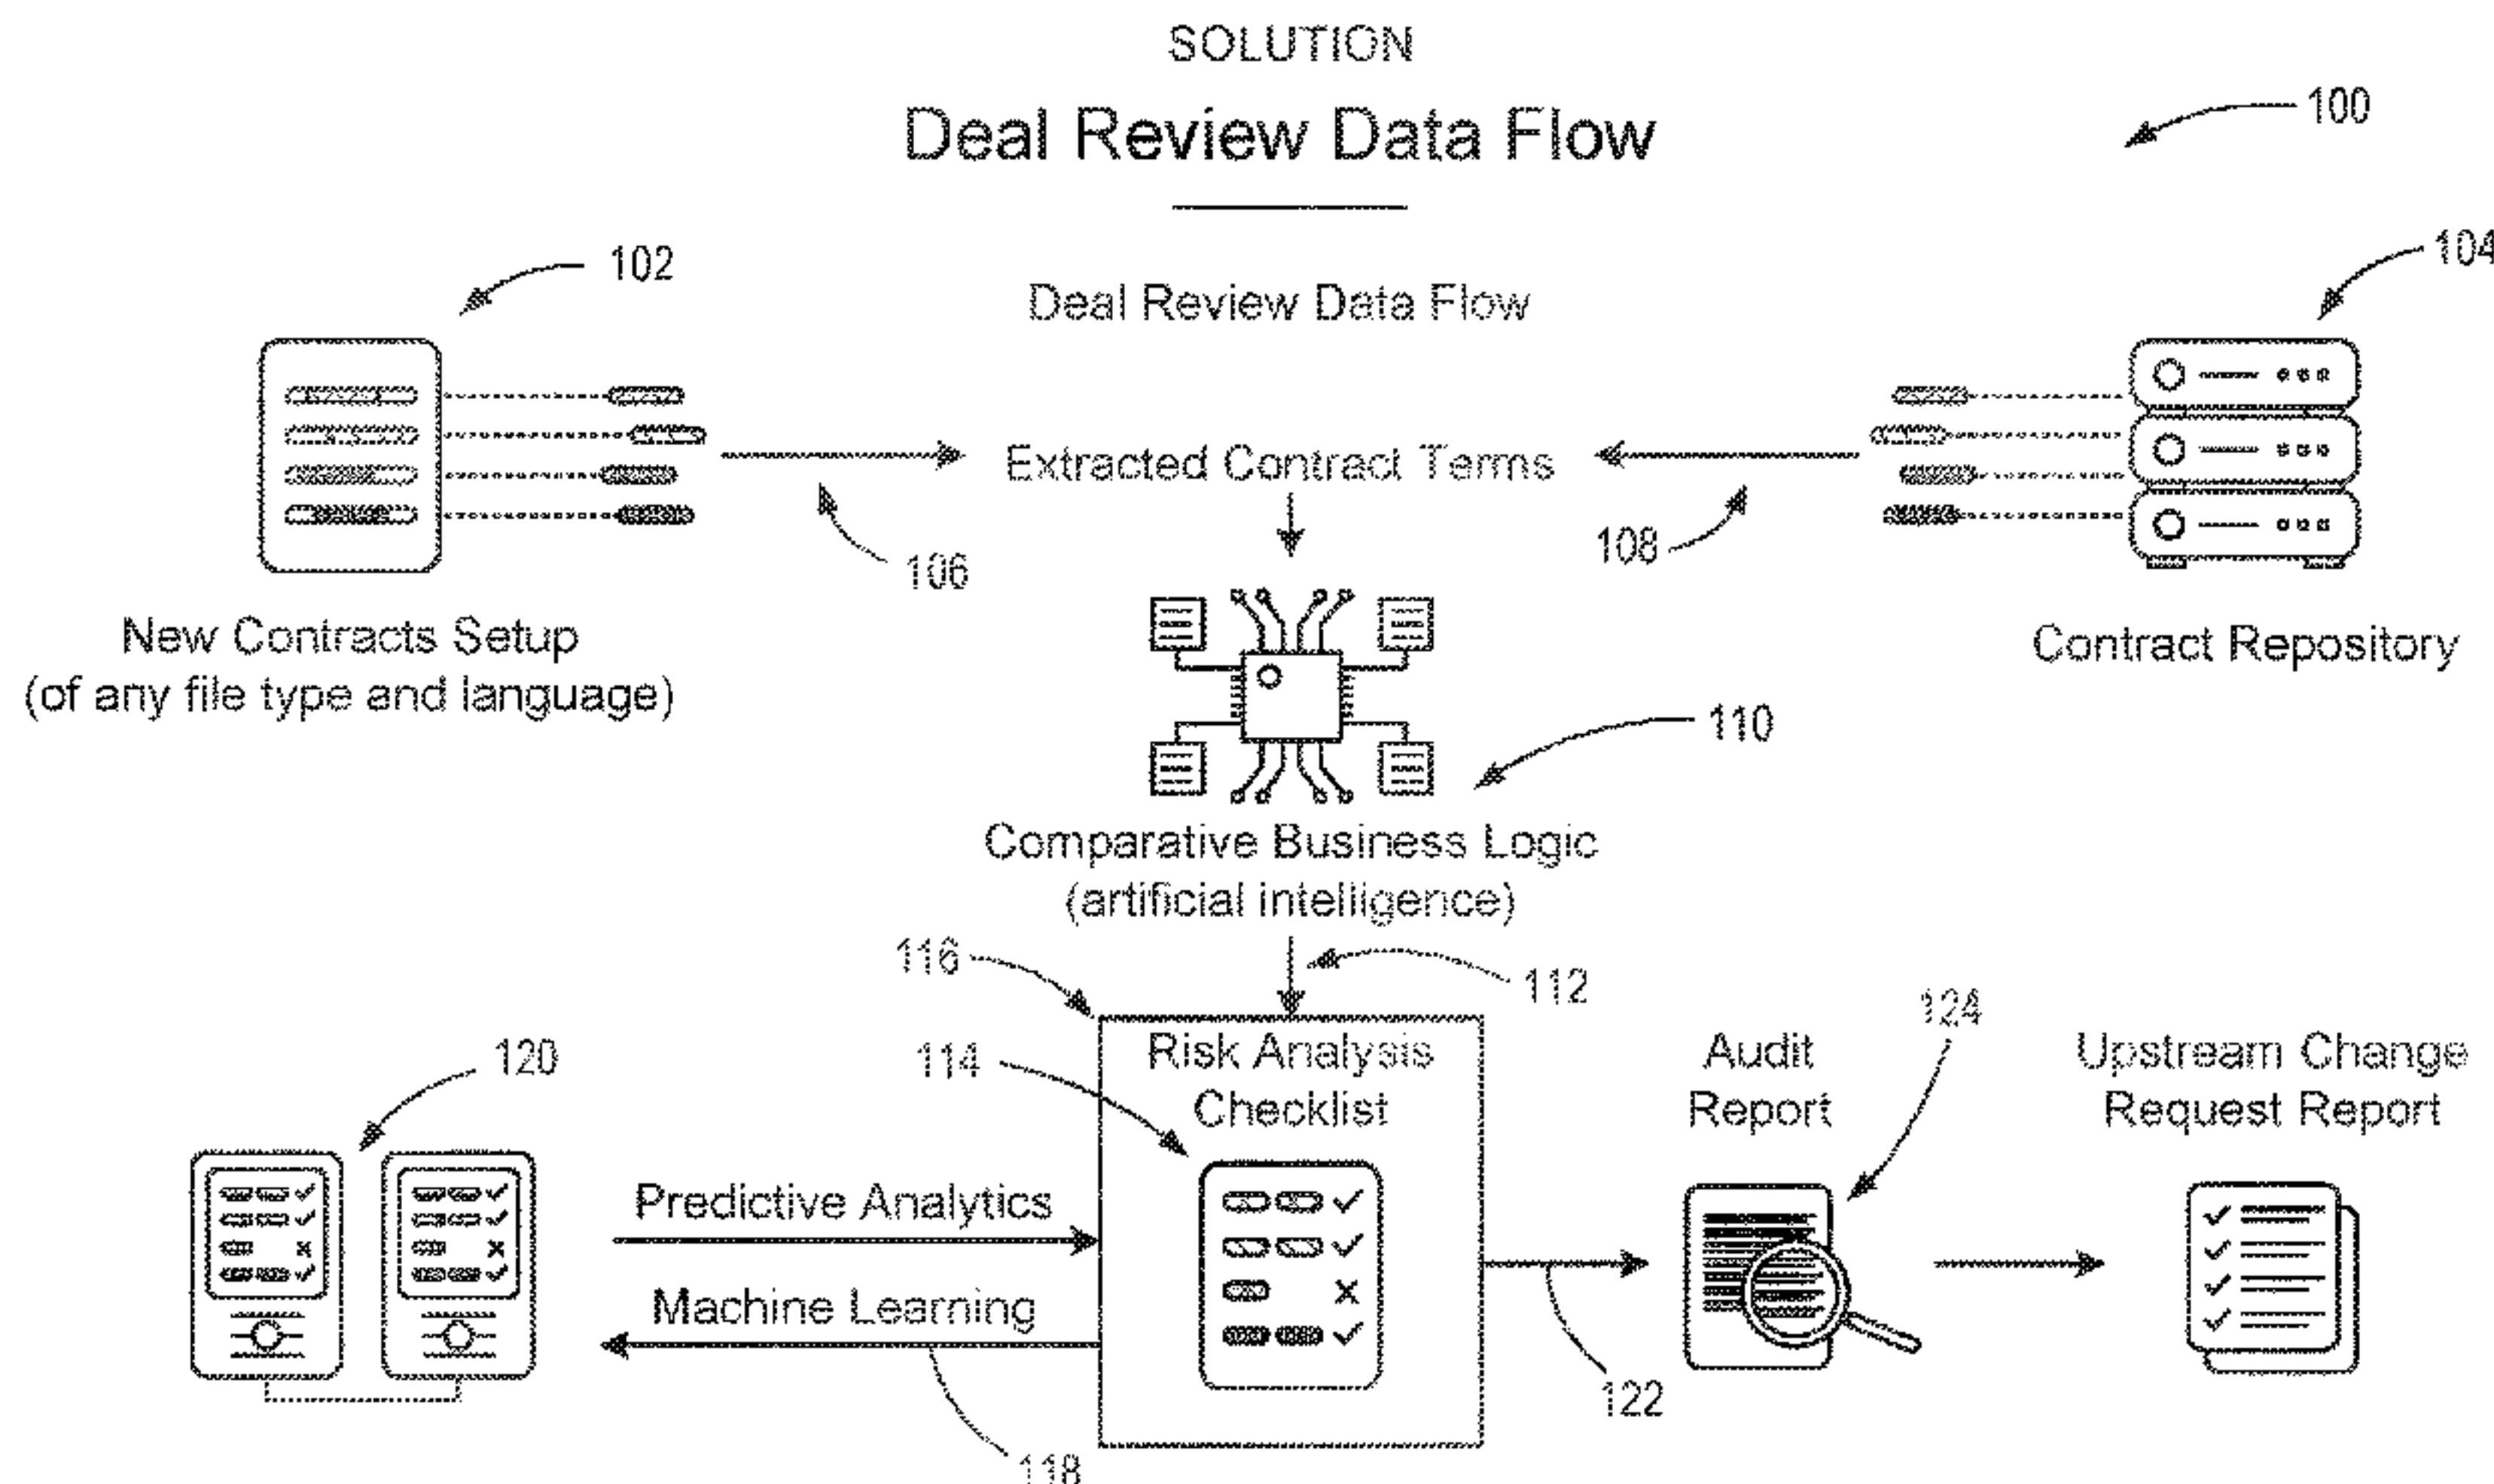 SOLUTION
Deal Review Data Flow
100
102
104
Deal Review Data Flow
Extracted Contract Terms
106
108
New Contracts Setup
(of any file type and language)
Contract Repository
110
Comparative Business Logic
(artificial intelligence)
116
112
124
120
114
Risk Analysis
Checklist
Audit
Report
Upstream Change
Request Report
Predictive Analytics
Machine Learning
122
118